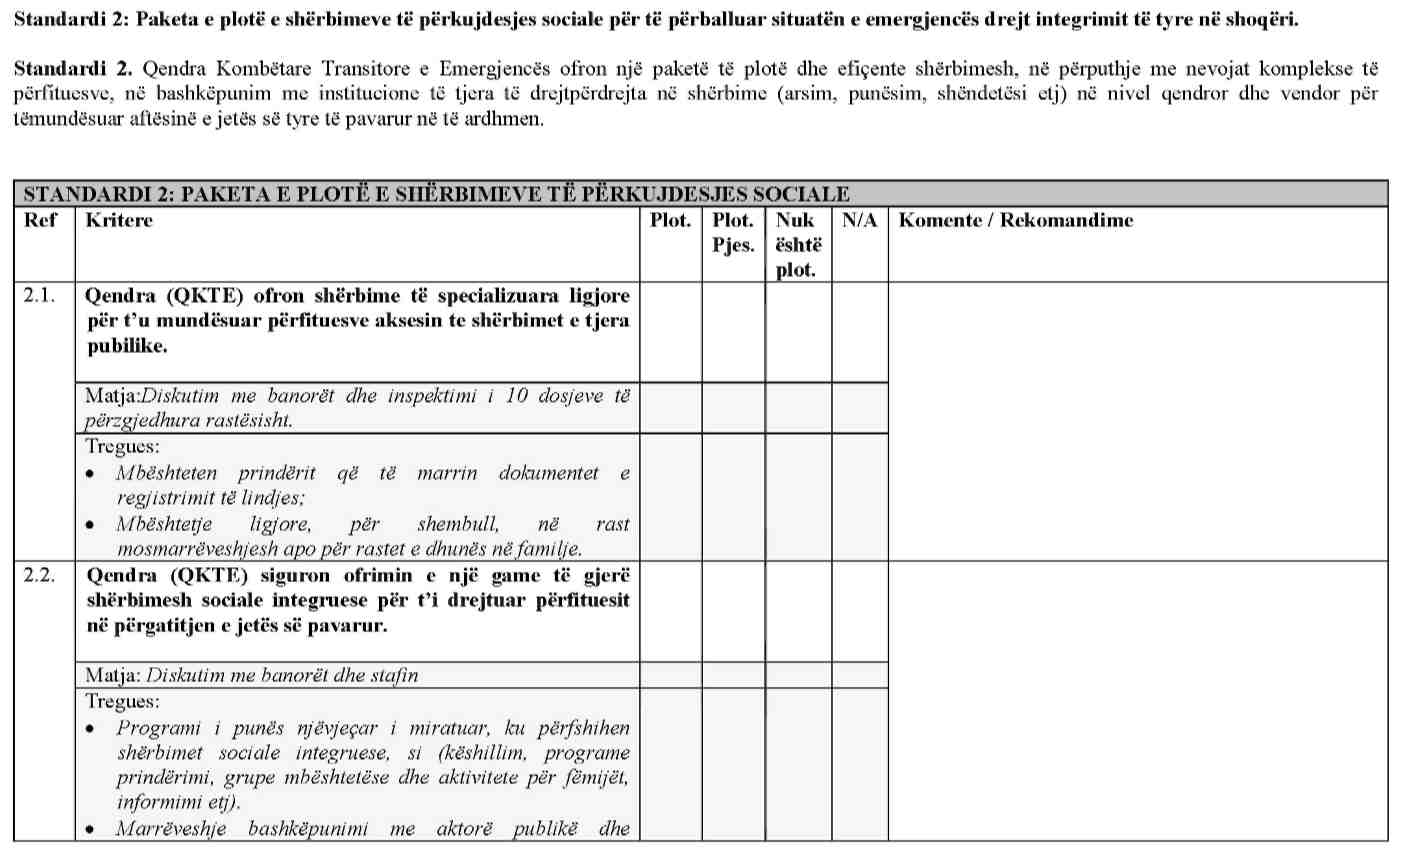 Standardi 2: Paketa e plotë e shërbimeve të përkujdesjes sociale për të përballuar situatën e emergjencës drejt integrimit të tyre në shoqëri.
Standardi 2. Qendra Kombëtare Transitore e Emergjencës ofron një paketë të plotë dhe efiçente shërbimesh, në përputhje me nevojat komplekse të
përfituesve, në bashkëpunim me institucione të tjera të drejtpërdrejta në shërbime (arsim, punësim, shëndetësi etj) në nivel qendror dhe vendor për
tëmundësuar aftësinë e jetës së tyre të pavarur në të ardhmen.
STANDARDI 2: PAKETA E PLOTË E SHËRBIMEVE TË PËRKUJDESJES SOCIALE
Ref Kritere Plot. Plot. Nuk N/A Komente / Rekomandime
Pjes. është
plot.
2.1. Qendra (QKTE) ofron shërbime të specializuara ligjore
për t’u mundësuar përfituesve aksesin te shërbimet e tjera
pubilike.
Matja:Diskutim me banorët dhe inspektimi i 10 dosjeve të
përzgjedhura rastësisht.
Tregues:
• Mbështeten prindërit që të marrin dokumentet e
regjistrimit të lindjes;
• Mbështetje ligjore, për shembull, në rast
mosmarrëveshjesh apo për rastet e dhunës në familje.
2.2. Qendra (QKTE) siguron ofrimin e një game të gjerë
shërbimesh sociale integruese për t’i drejtuar përfituesit
në përgatitjen e jetës së pavarur.
Matja: Diskutim me banorët dhe stafin
Tregues:
• Programi i punës njëvjeçar i miratuar, ku përfshihen
shërbimet sociale integruese, si (këshillim, programe
prindërimi, grupe mbështetëse dhe aktivitete për fëmijët,
informimi etj).
• Marrëveshje bashkëpunimi me aktorë publikë dhe